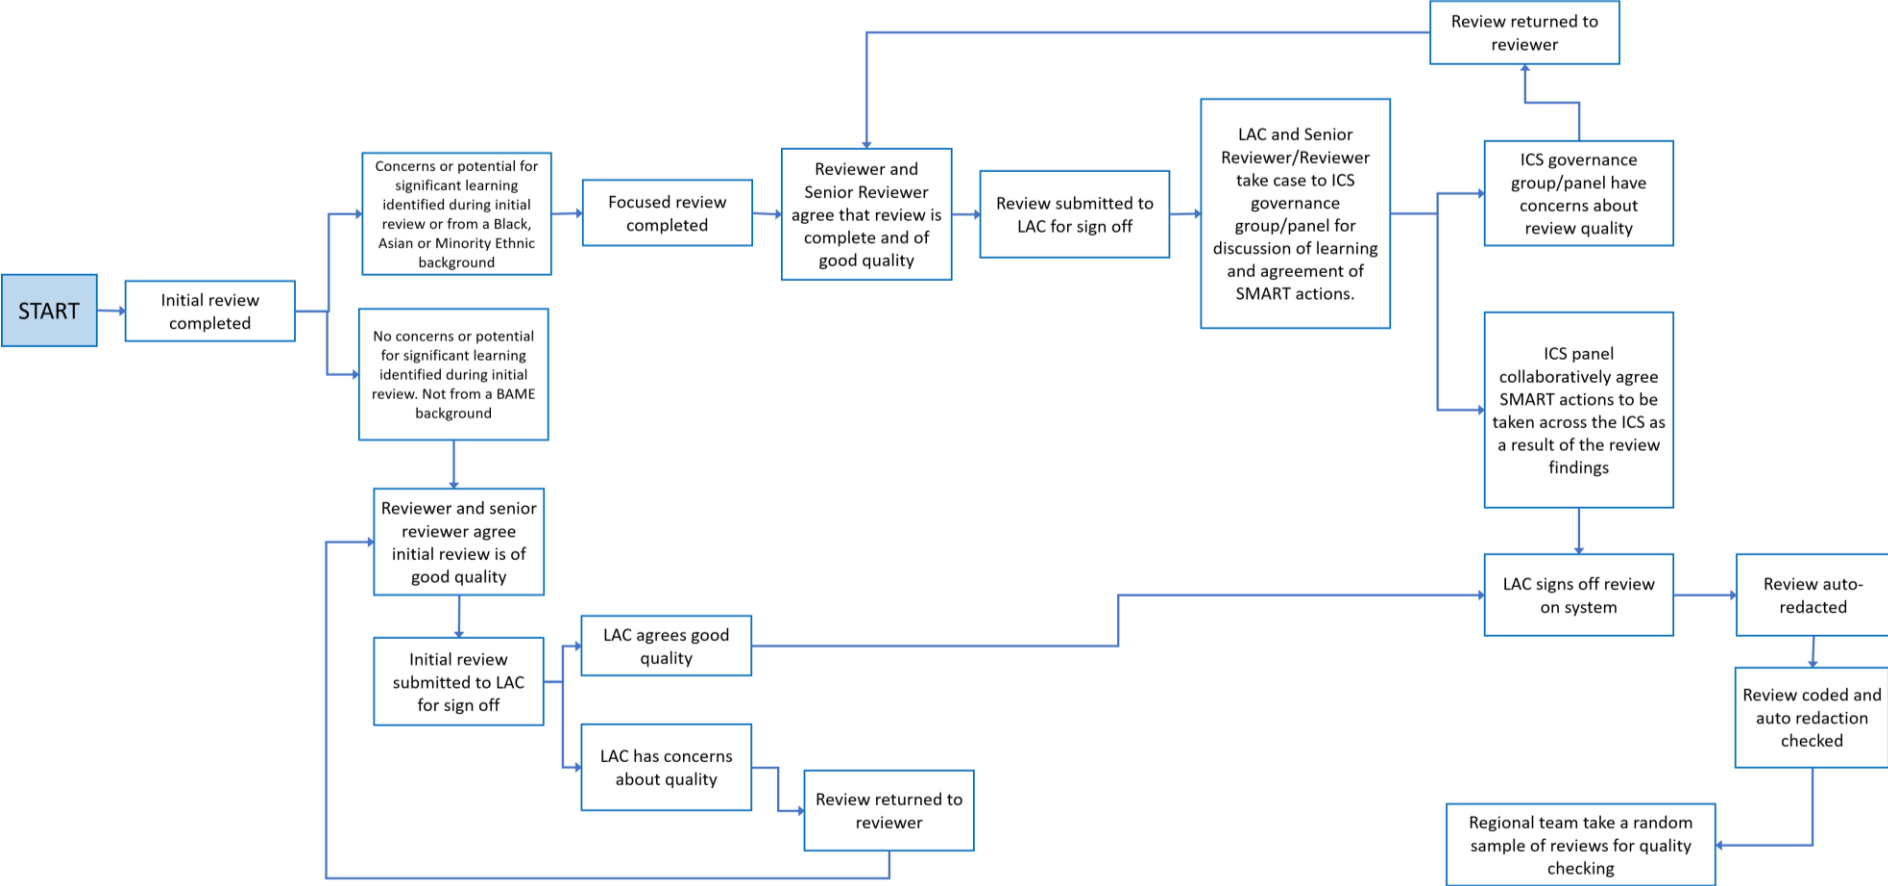 START
Initial review
completed
Concerns or potential for
significant learning
identified during initial
review or from a Black,
Asian or Minority Ethnic
background
Focused review
completed
Reviewer and
Senior Reviewer
agree that review is
complete and of
good quality
Review submitted to
LAC for sign off
LAC and Senior
Reviewer/Reviewer
take case to ICS
governance
group/panel for
discussion of learning
and agreement of
SMART actions.
Review returned to
reviewer
ICS governance
group/panel have
concerns about
review quality
ICS panel
collaboratively agree
SMART actions to be
taken across the ICS as
a result of the review
findings
No concerns or potential
for significant learning
identified during initial
review. Not from a BAME
background
Reviewer and senior
reviewer agree
initial review is of
good quality
Initial review
submitted to LAC
for sign off
LAC agrees good
quality
LAC has concerns
about quality
Review returned to
reviewer
LAC signs off review
on system
Review auto-
redacted
Review coded and
auto redaction
checked
Regional team take a random
sample of reviews for quality
checking